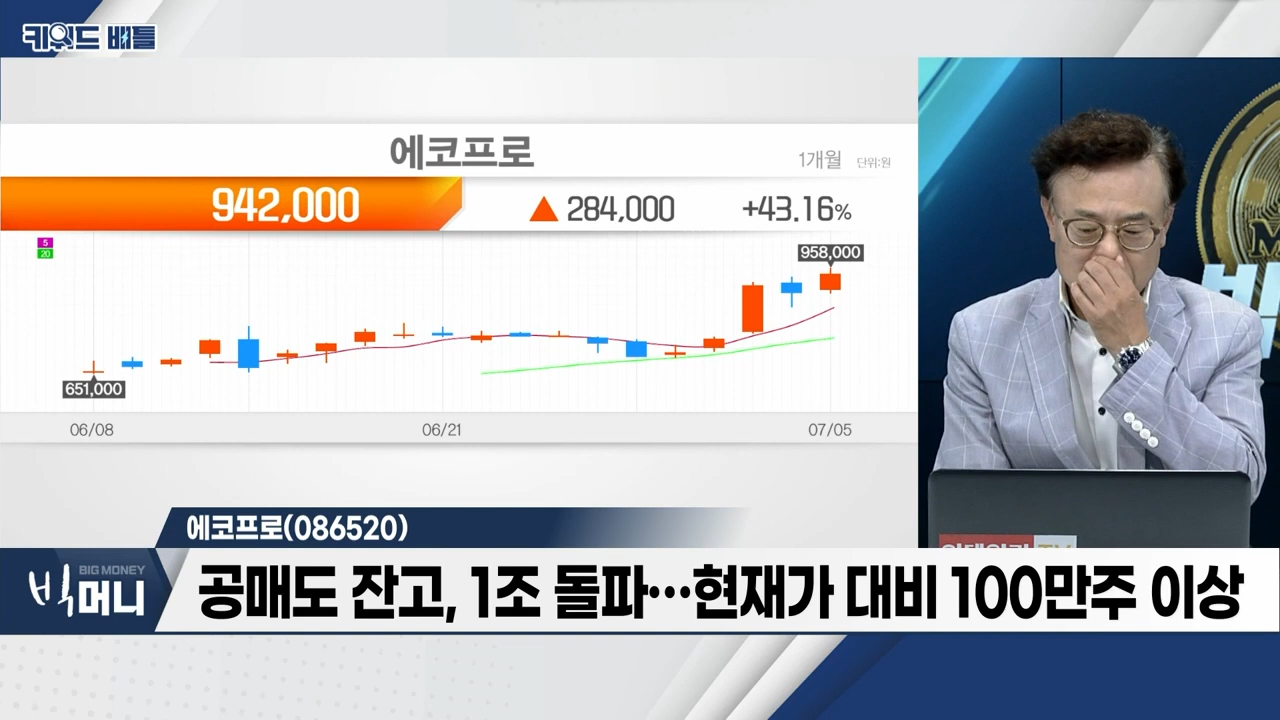 키워드 배틀
에코프로
1개월 단위:원
942,000 ▲ 284,000 +43.16%
5
20
958,000
651,000
06/08 06/21 07/05
에코프로(086520)
BIG MONEY
빅머니
공매도 잔고, 1조 돌파…현재가 대비 100만주 이상